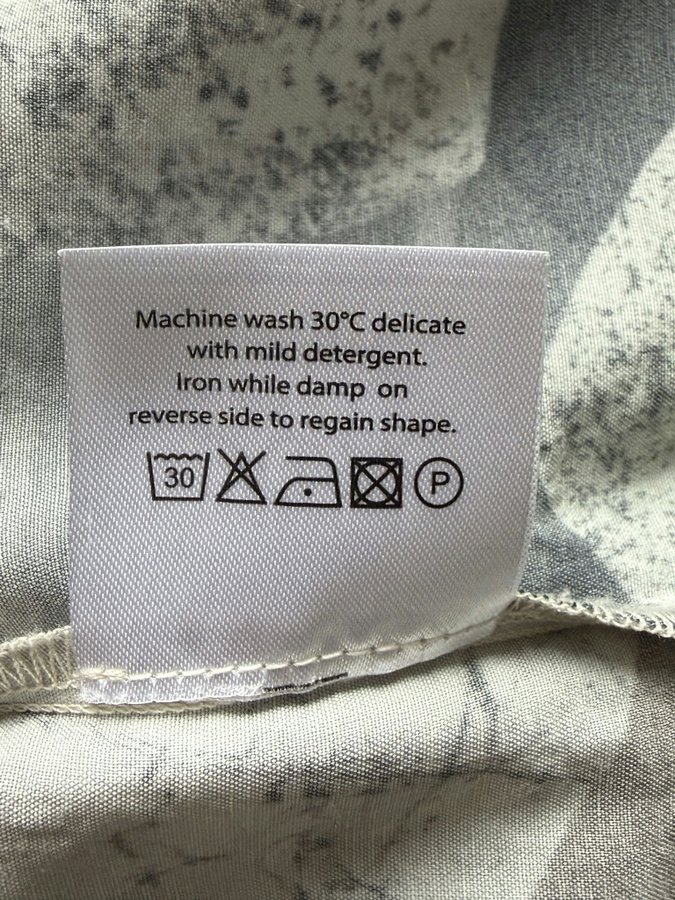 Machine wash 30°C delicate
with mild detergent.
Iron while damp on
reverse side to regain shape.
30 P